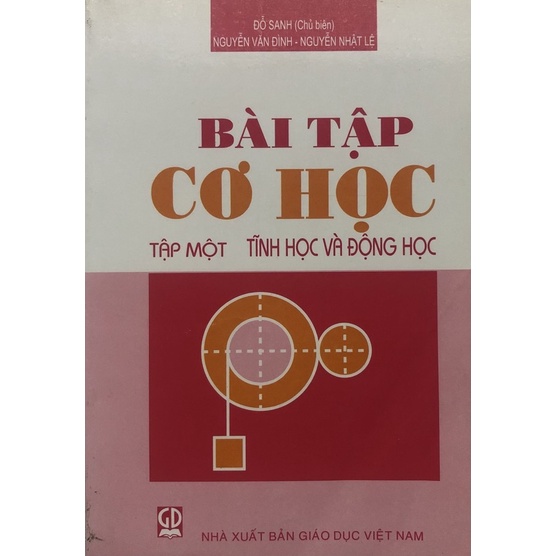 ĐỖ SANH (Chủ biên)
NGUYỄN VĂN ĐÌNH - NGUYỄN NHẬT LỆ
BÀI TẬP
CƠ HỌC
TẬP MỘT TĨNH HỌC VÀ ĐỘNG HỌC
GD
NHÀ XUẤT BẢN GIÁO DỤC VIỆT NAM